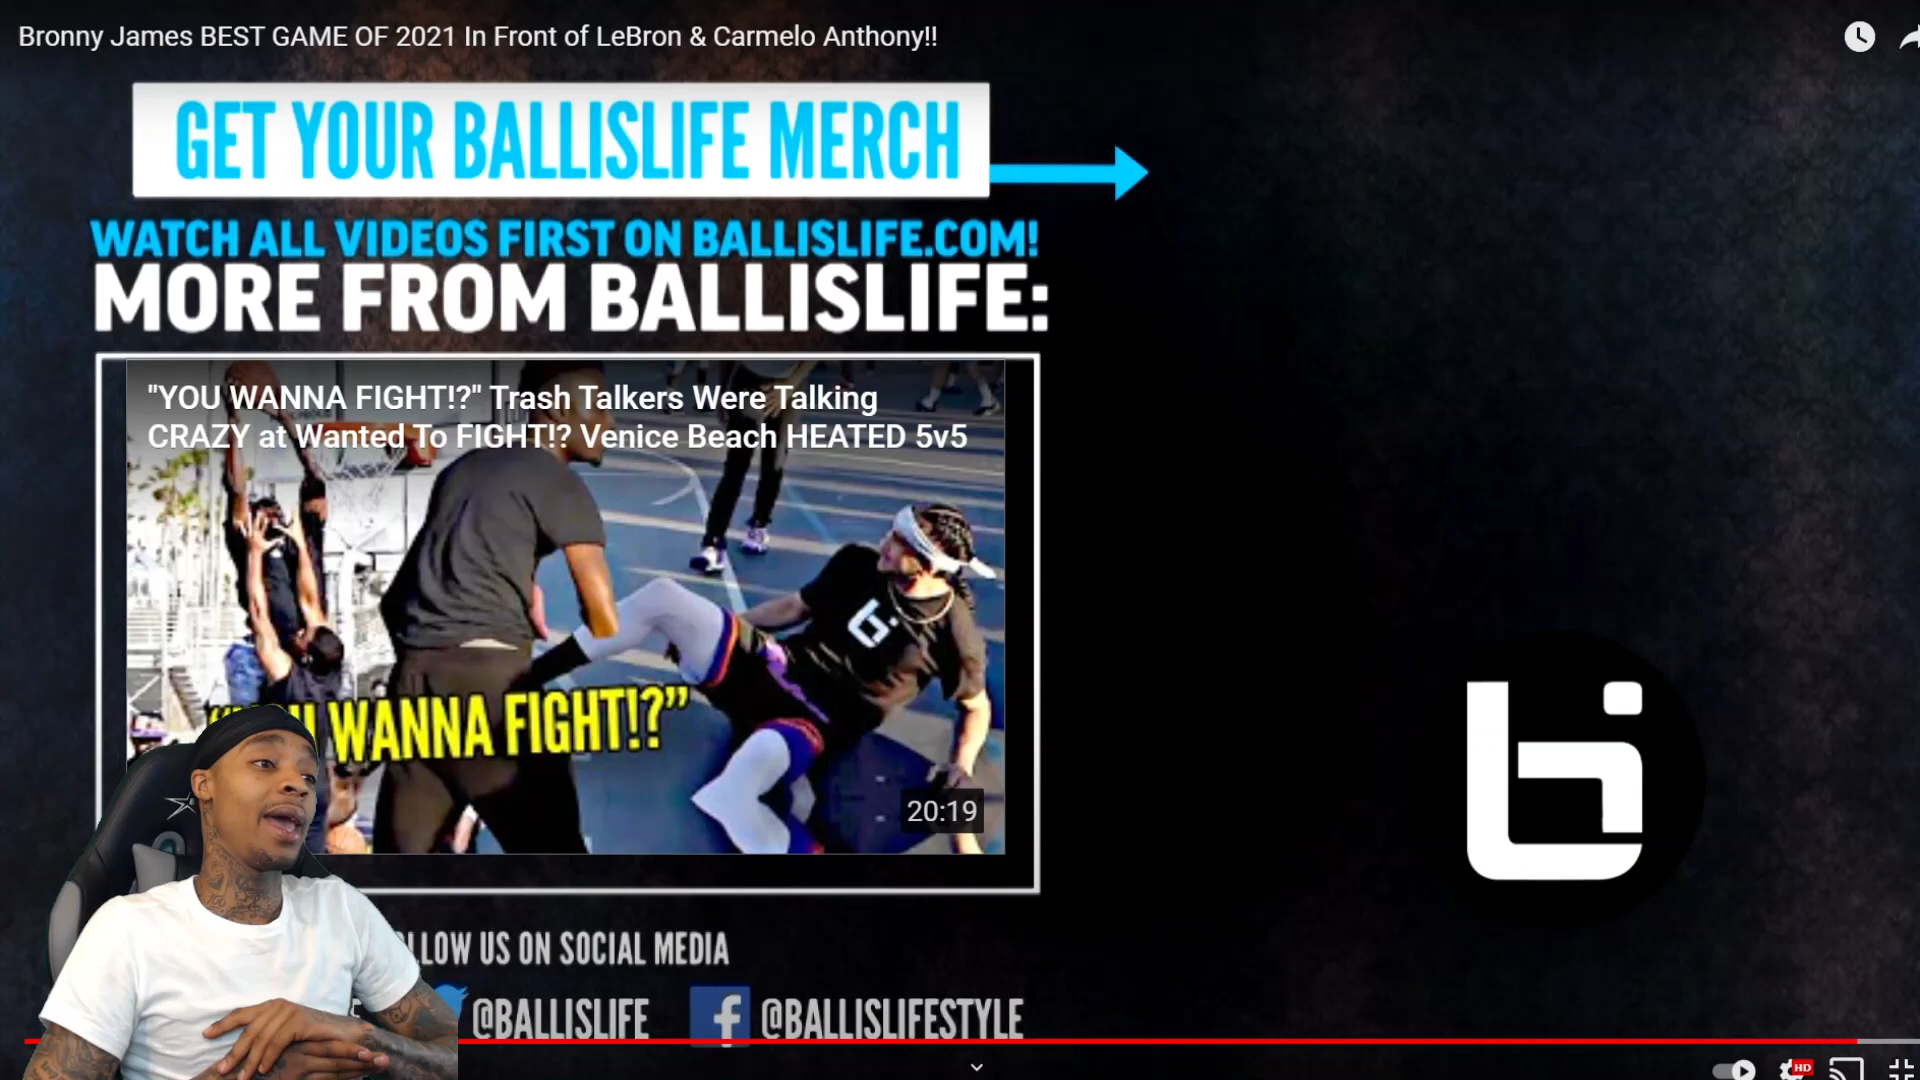 Bronny James BEST GAME OF 2021 In Front of LeBron & Carmelo Anthony!!
GET YOUR BALLISLIFE MERCH
WATCH ALL VIDEOS FIRST ON BALLISLIFE.COM!
MORE FROM BALLISLIFE:
"YOU WANNA FIGHT!?" Trash Talkers Were Talking
CRAZY at Wanted To FIGHT!? Venice Beach HEATED 5v5
WANNA FIGHT!?”
20:19
LLOW US ON SOCIAL MEDIA
@BALLISLIFE
@BALLISLIFESTYLE
HD